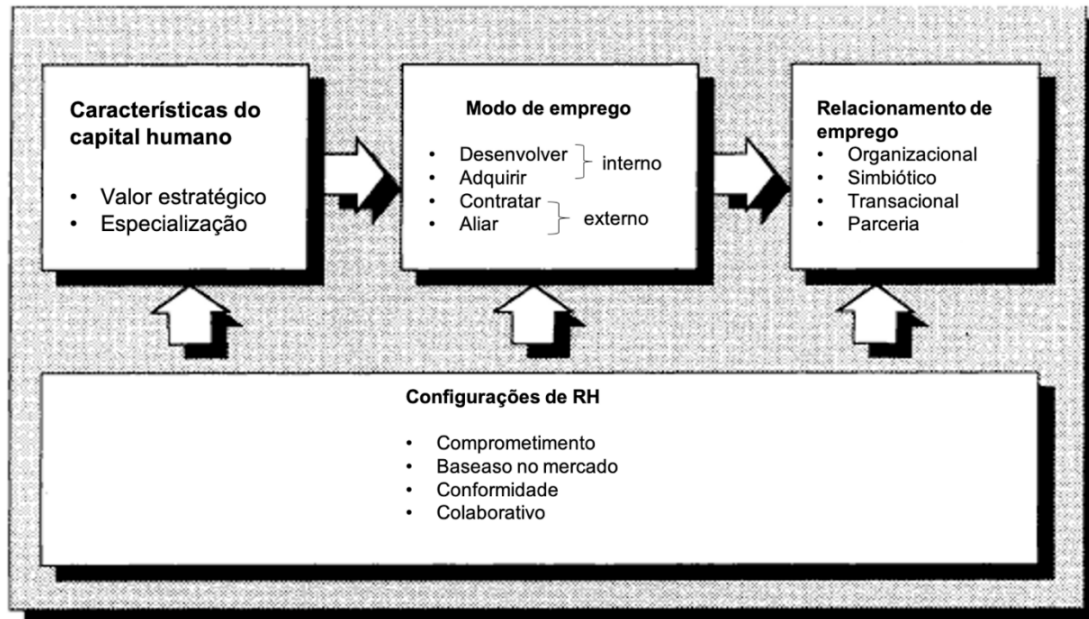 Características do
capital humano
• Valor estratégico
• Especialização
Modo de emprego
• Desenvolver
• Adquirir
interno
• Contratar
• Aliar
externo
Relacionamento de
emprego
• Organizacional
• Simbiótico
• Transacional
• Parceria
Configurações de RH
• Comprometimento
• Baseaso no mercado
• Conformidade
• Colaborativo